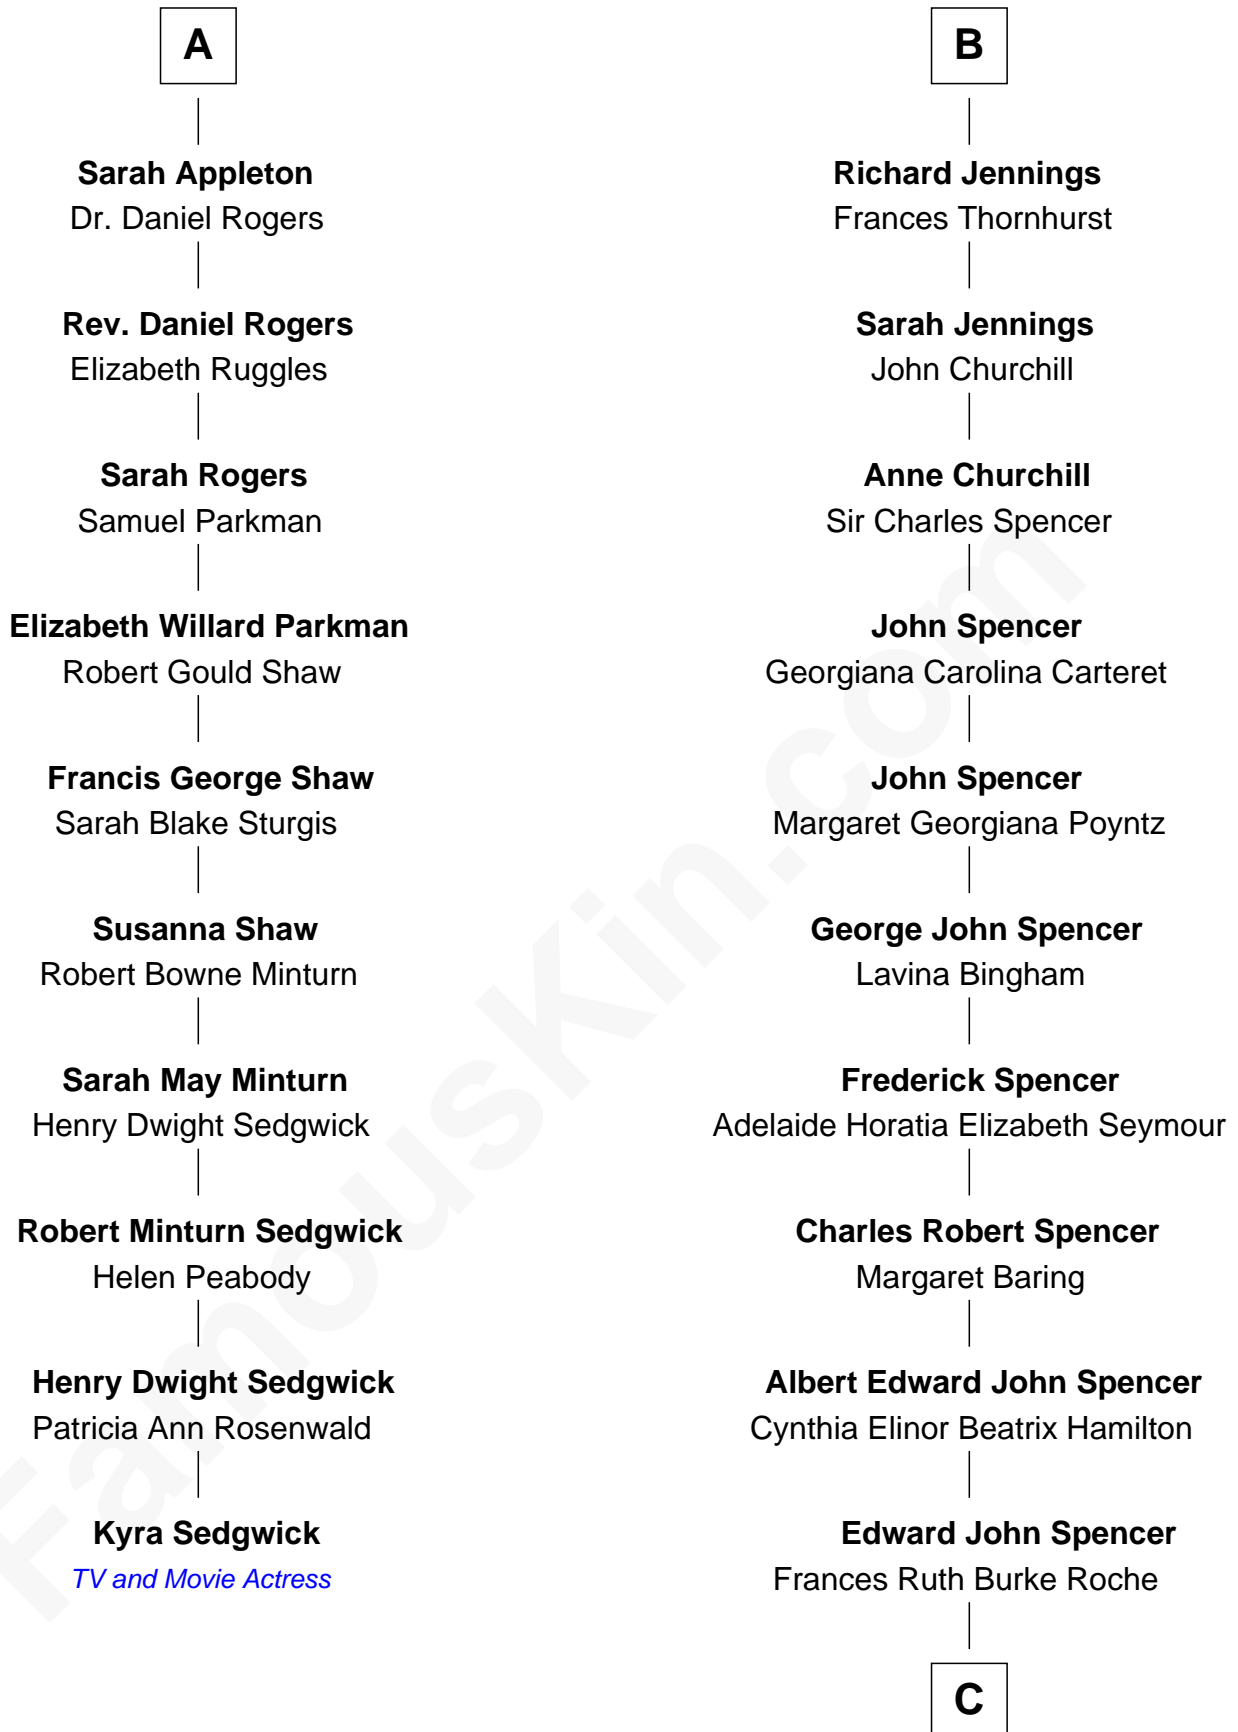 A
Sarah Appleton
Dr. Daniel Rogers
Rev. Daniel Rogers
Elizabeth Ruggles
Sarah Rogers
Samuel Parkman
Elizabeth Willard Parkman
Robert Gould Shaw
Francis George Shaw
Sarah Blake Sturgis
Susanna Shaw
Robert Bowne Minturn
Sarah May Minturn
Henry Dwight Sedgwick
Robert Minturn Sedgwick
Helen Peabody
Henry Dwight Sedgwick
Patricia Ann Rosenwald
Kyra Sedgwick
TV and Movie Actress
B
Richard Jennings
Frances Thornhurst
Sarah Jennings
John Churchill
Anne Churchill
Sir Charles Spencer
John Spencer
Georgiana Carolina Carteret
John Spencer
Margaret Georgiana Poyntz
George John Spencer
Lavina Bingham
Frederick Spencer
Adelaide Horatia Elizabeth Seymour
Charles Robert Spencer
Margaret Baring
Albert Edward John Spencer
Cynthia Elinor Beatrix Hamilton
Edward John Spencer
Frances Ruth Burke Roche
C
FamousKin.com